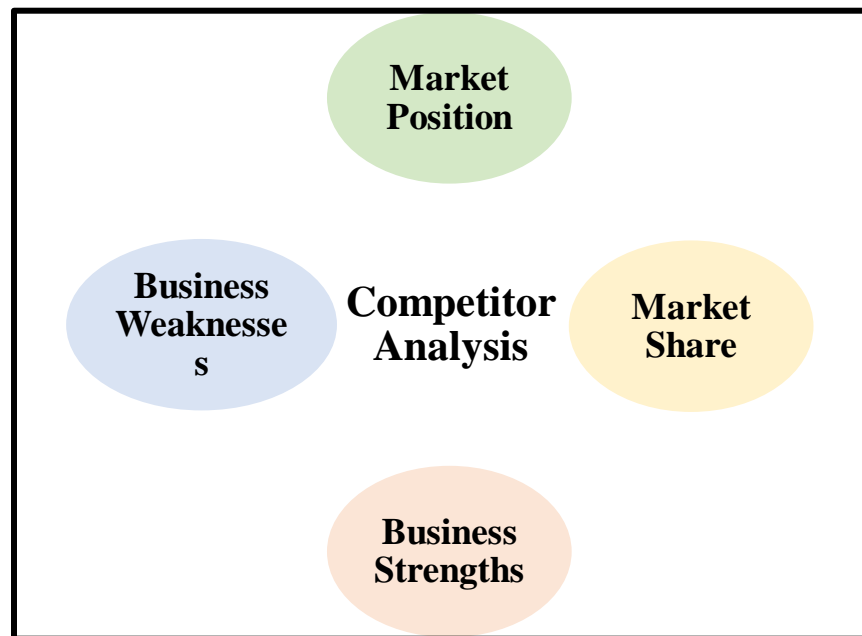 Market
Position
Business
Weaknesse
s
Competitor
Analysis
Market
Share
Business
Strengths